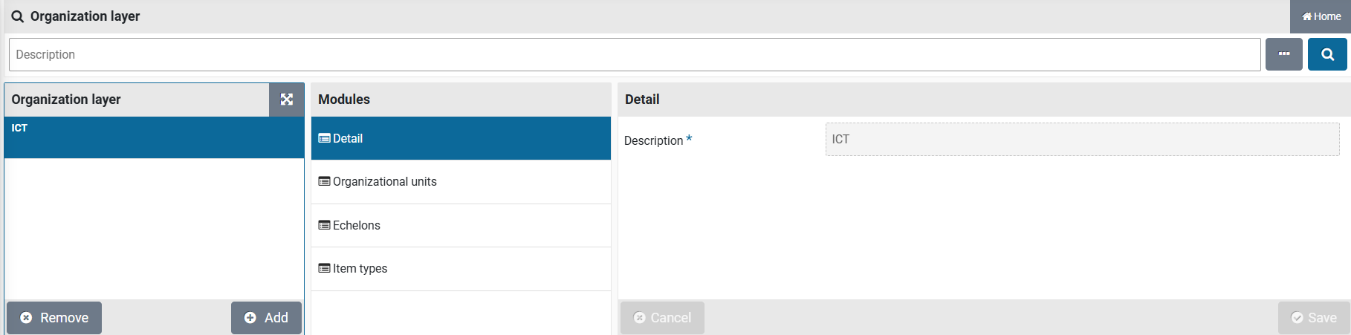 Organization layer
Home
Description
Organization layer
ICT
Remove
Add
Modules
Detail
Organizational units
Echelons
Item types
Detail
Description *
ICT
Cancel
Save